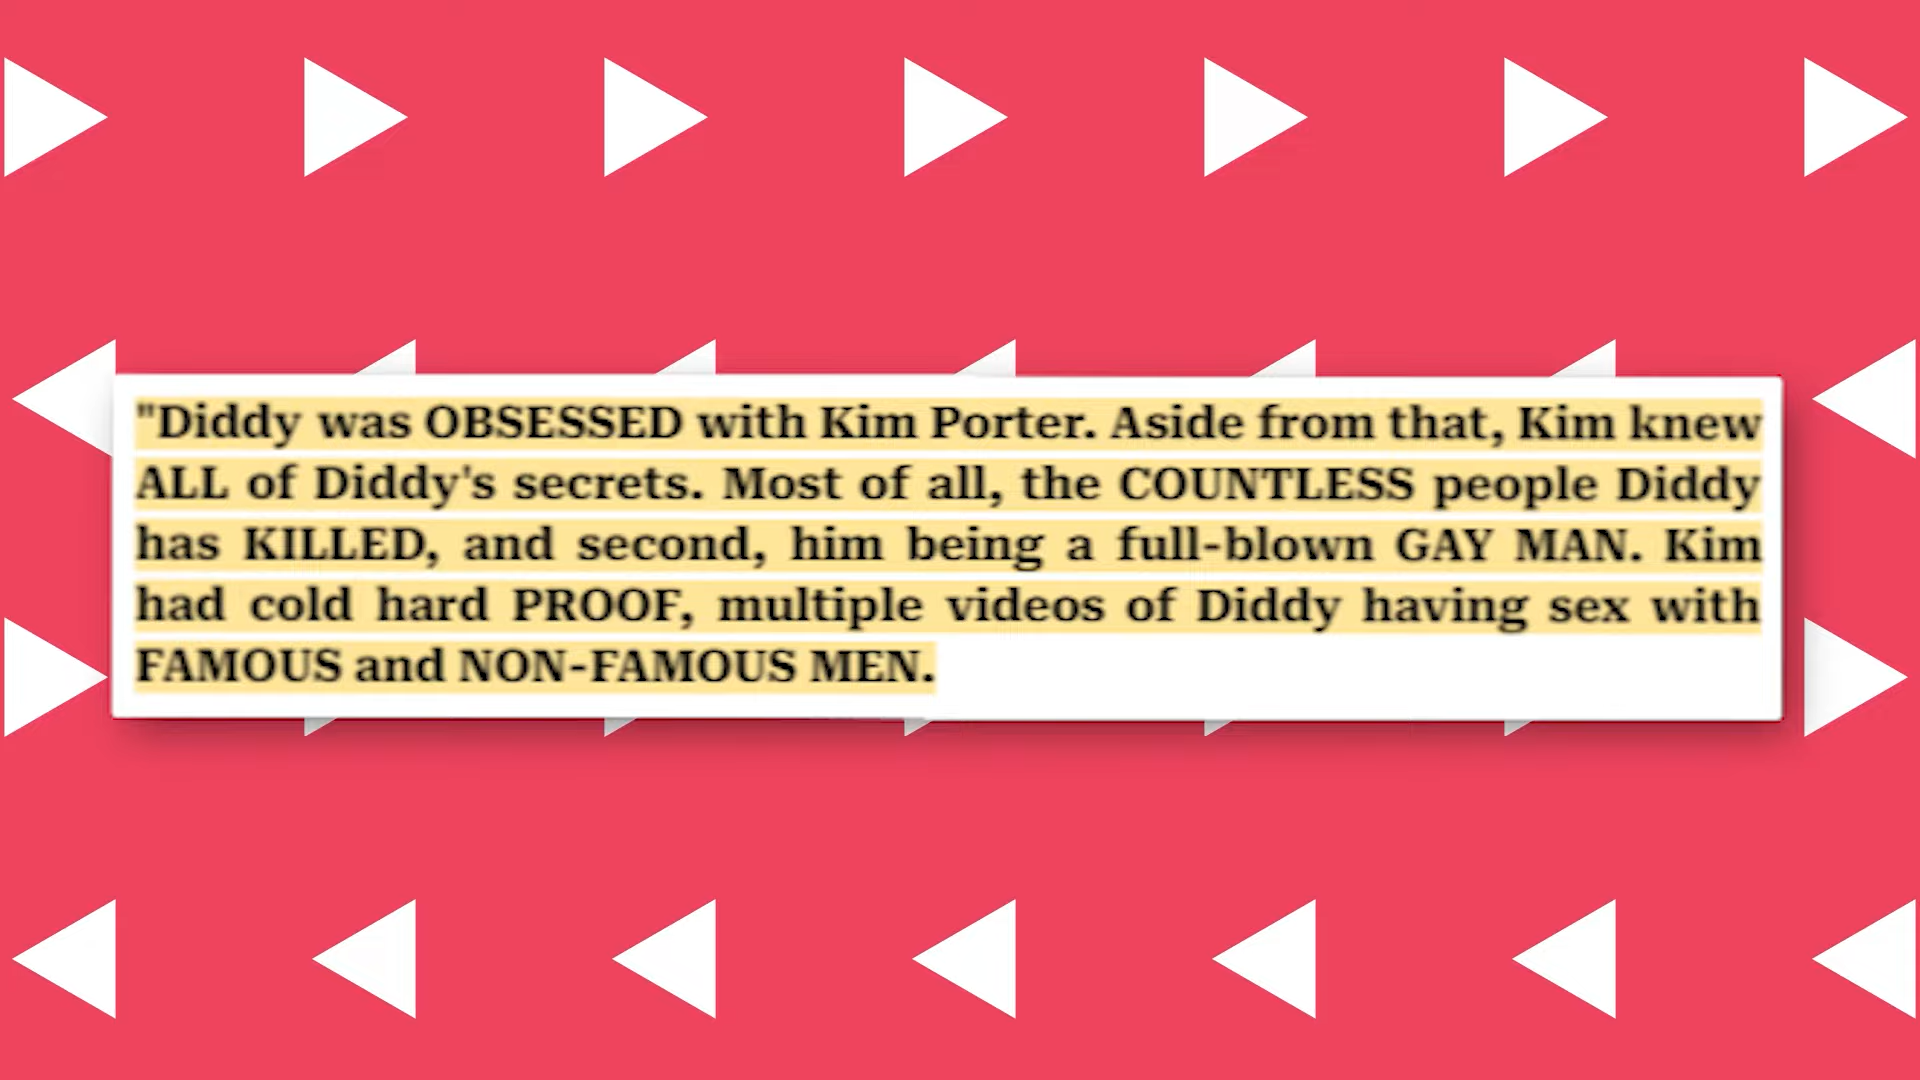 "Diddy was OBSESSED with Kim Porter. Aside from that, Kim knew
ALL of Diddy's secrets. Most of all, the COUNTLESS people Diddy
has KILLED, and second, him being a full-blown GAY MAN. Kim
had cold hard PROOF, multiple videos of Diddy having sex with
FAMOUS and NON-FAMOUS MEN.